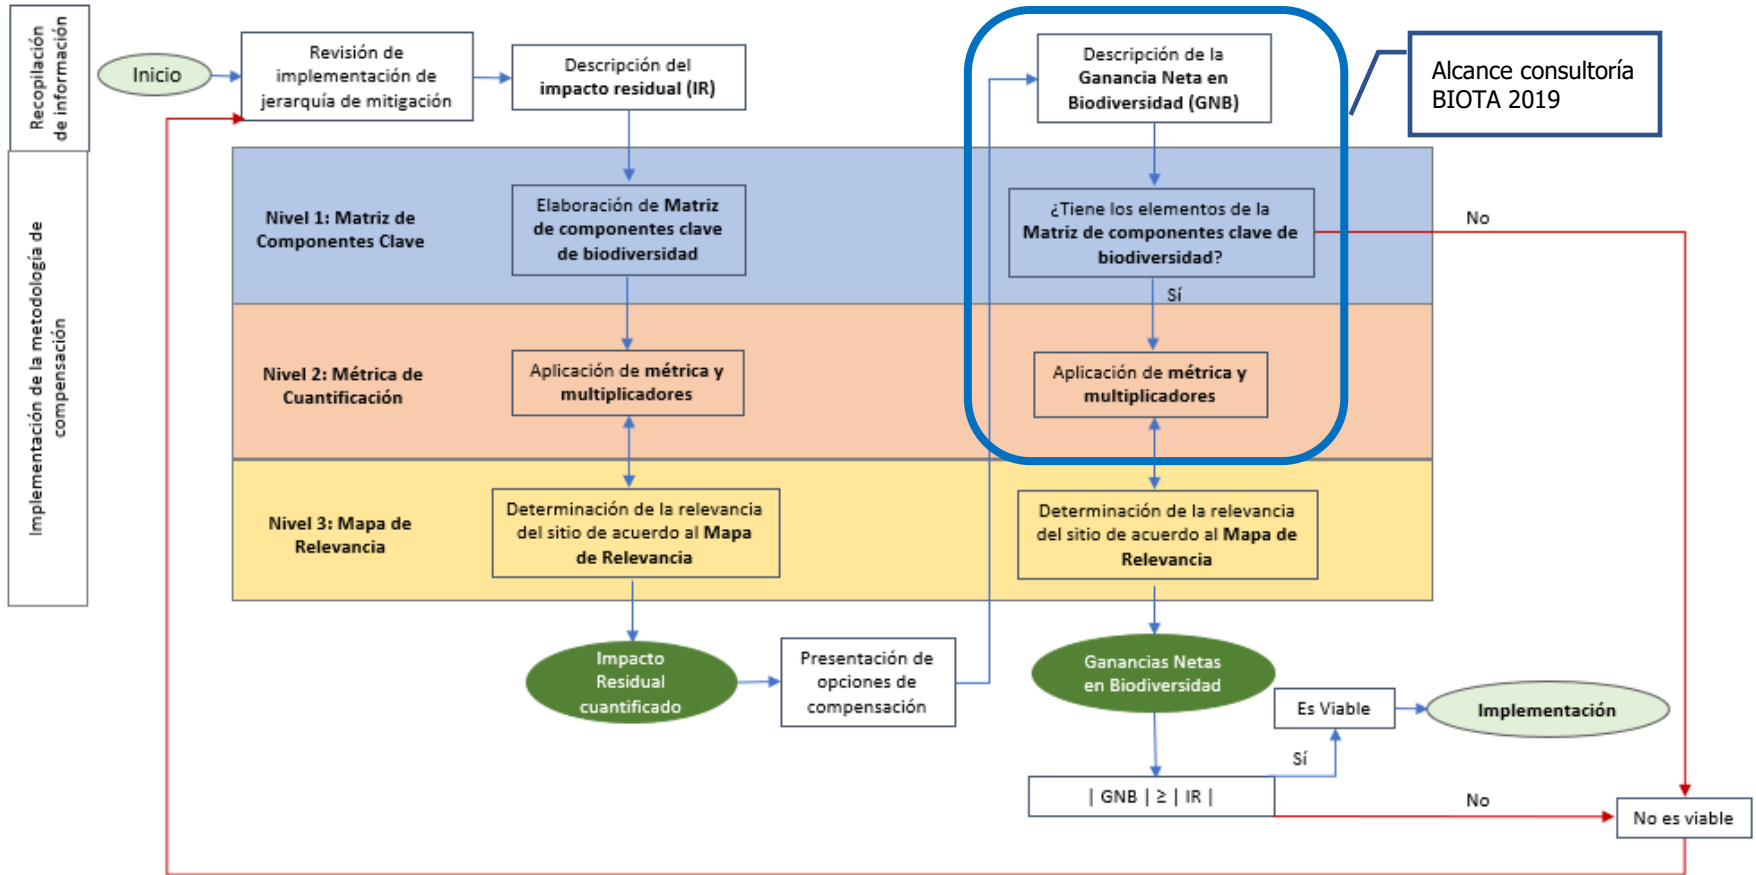 Recopilación
de información
Inicio
Revisión de
implementación de
jerarquía de mitigación
Descripción del
impacto residual (IR)
Descripción de la
Ganancia Neta en
Biodiversidad (GNB)
Alcance consultoría
BIOTA 2019
Implementación de la metodología de
compensación
Nivel 1: Matriz de
Componentes Clave
Elaboración de Matriz
de componentes clave
de biodiversidad
¿Tiene los elementos de la
Matriz de componentes clave de
biodiversidad?
No
Sí
Nivel 2: Métrica de
Cuantificación
Aplicación de métrica y
multiplicadores
Aplicación de métrica y
multiplicadores
Nivel 3: Mapa de
Relevancia
Determinación de la relevancia
del sitio de acuerdo al Mapa
de Relevancia
Determinación de la relevancia
del sitio de acuerdo al Mapa de
Relevancia
Impacto
Residual
cuantificado
Presentación de
opciones de
compensación
Ganancias Netas
en Biodiversidad
Es Viable
Implementación
Sí
| GNB | ≥ | IR |
No
No es viable